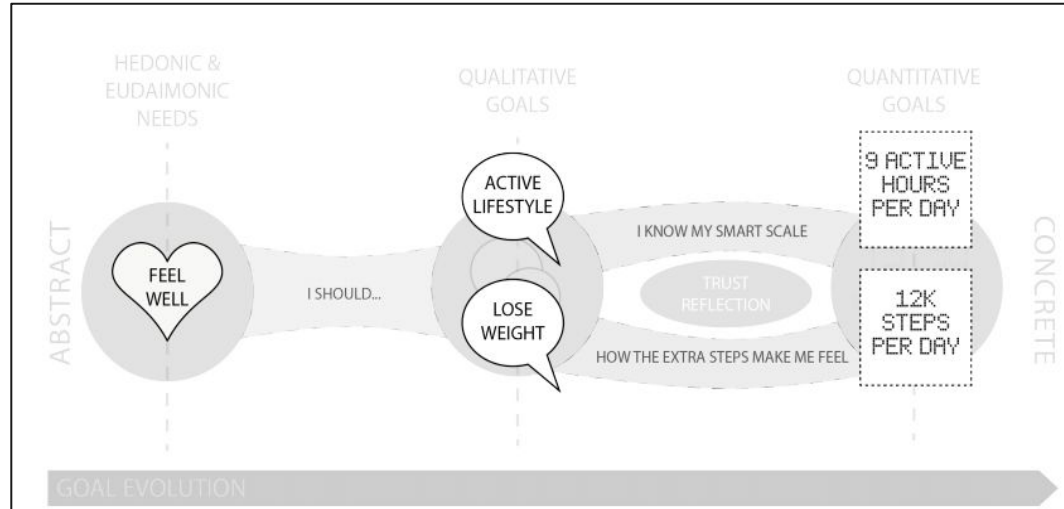 HEDONIC &
EUDAIMONIC
NEEDS
QUALITATIVE
GOALS
QUANTITATIVE
GOALS
ABSTRACT
FEEL
WELL
I SHOULD...
ACTIVE
LIFESTYLE
LOSE
WEIGHT
I KNOW MY SMART SCALE
TRUST
REFLECTION
HOW THE EXTRA STEPS MAKE ME FEEL
9 ACTIVE
HOURS
PER DAY
12K
STEPS
PER DAY
CONCRETE
GOAL EVOLUTION